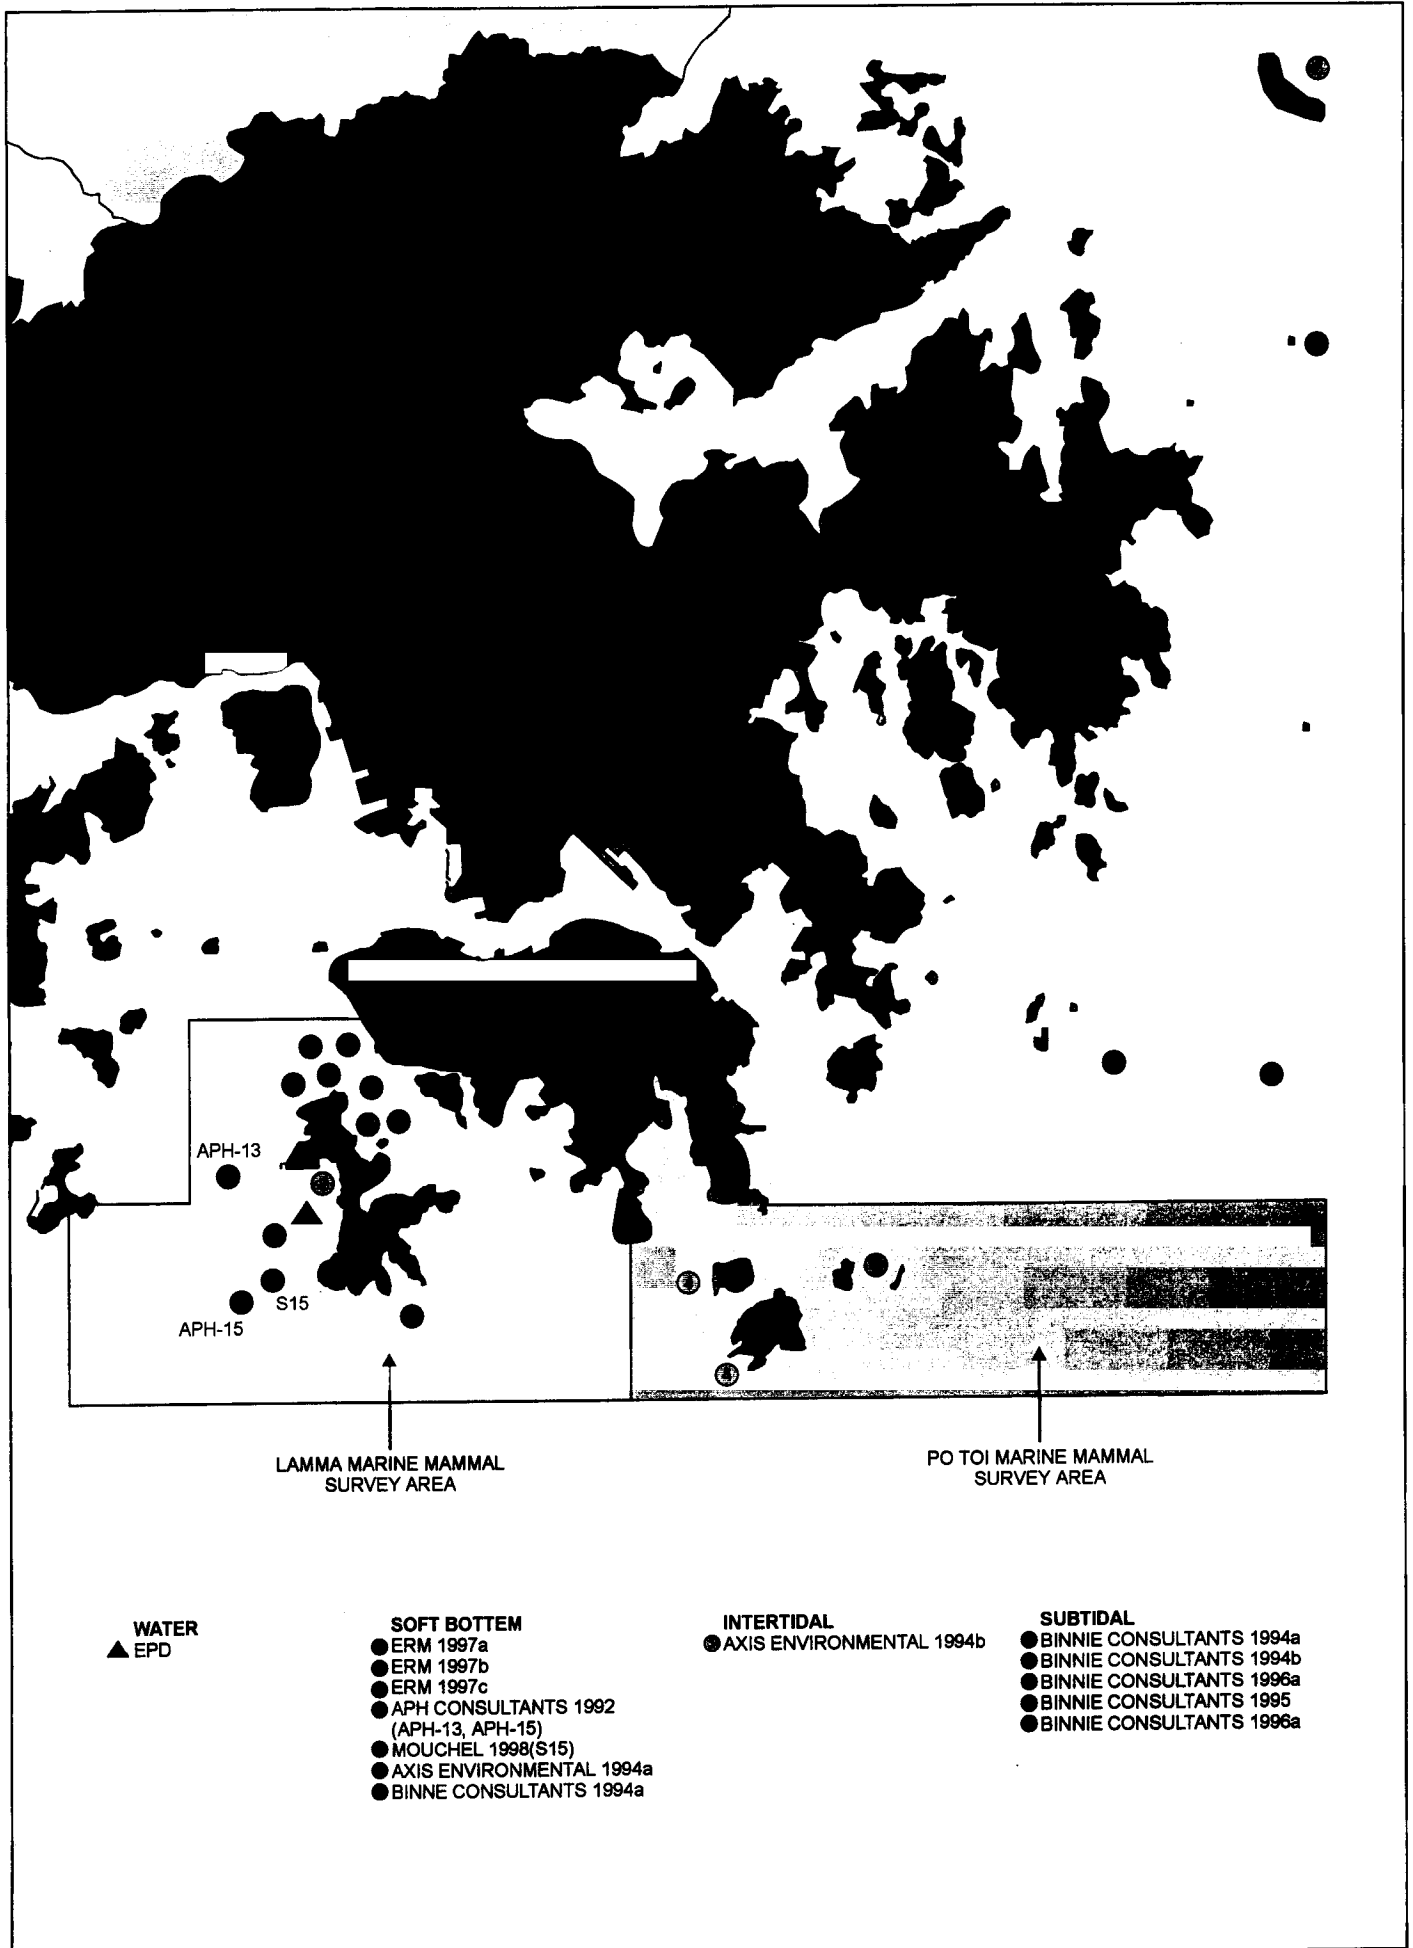 APH-13
S15
APH-15
LAMMA MARINE MAMMAL
SURVEY AREA
PO TOI MARINE MAMMAL
SURVEY AREA
WATER
EPD
SOFT BOTTEM
ERM 1997a
ERM 1997b
ERM 1997c
APH CONSULTANTS 1992
(APH-13, APH-15)
MOUCHEL 1998(S15)
AXIS ENVIRONMENTAL 1994a
BINNE CONSULTANTS 1994a
INTERTIDAL
AXIS ENVIRONMENTAL 1994b
SUBTIDAL
BINNIE CONSULTANTS 1994a
BINNIE CONSULTANTS 1994b
BINNIE CONSULTANTS 1996a
BINNIE CONSULTANTS 1995
BINNIE CONSULTANTS 1996a